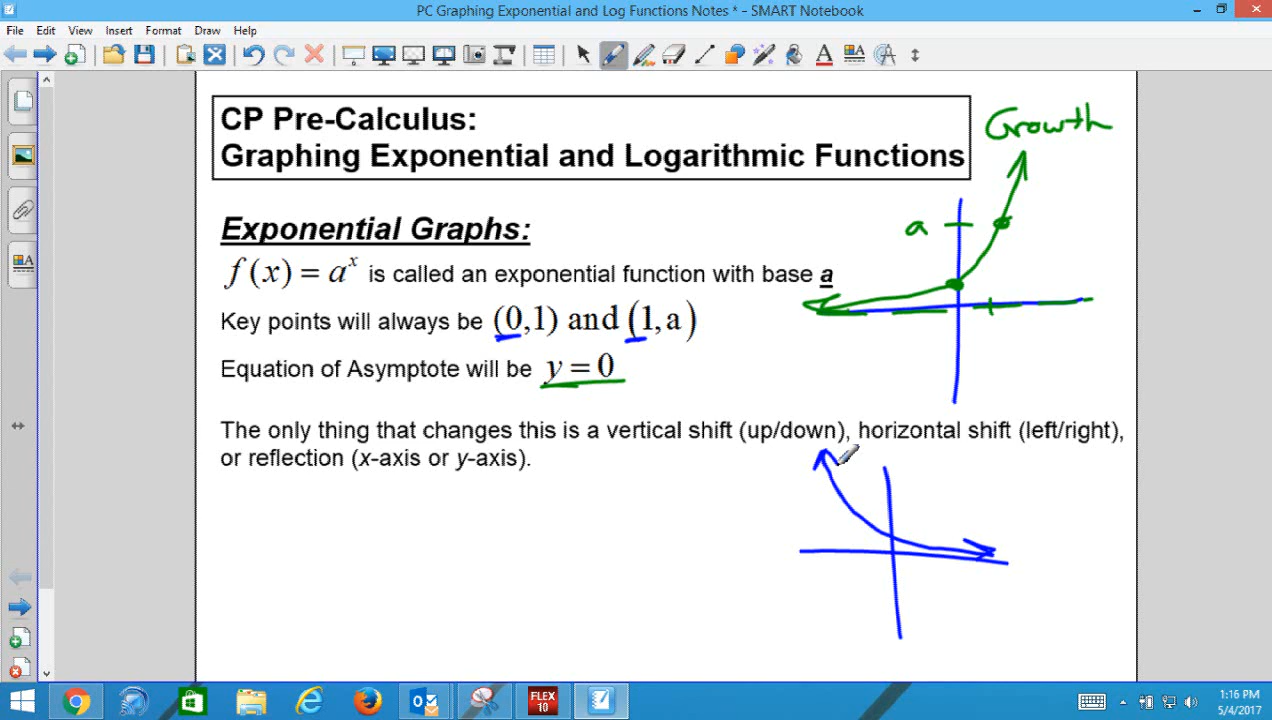 PC Graphing Exponential and Log Functions Notes * - SMART Notebook
File Edit View Insert Format Draw Help
CP Pre-Calculus:
Graphing Exponential and Logarithmic Functions
Growth
a
Exponential Graphs:
f(x) = aˣ is called an exponential function with base a
Key points will always be (0,1) and (1,a)
Equation of Asymptote will be y = 0
The only thing that changes this is a vertical shift (up/down), horizontal shift (left/right),
or reflection (x-axis or y-axis).
FLEX
10
1:16 PM
5/4/2017